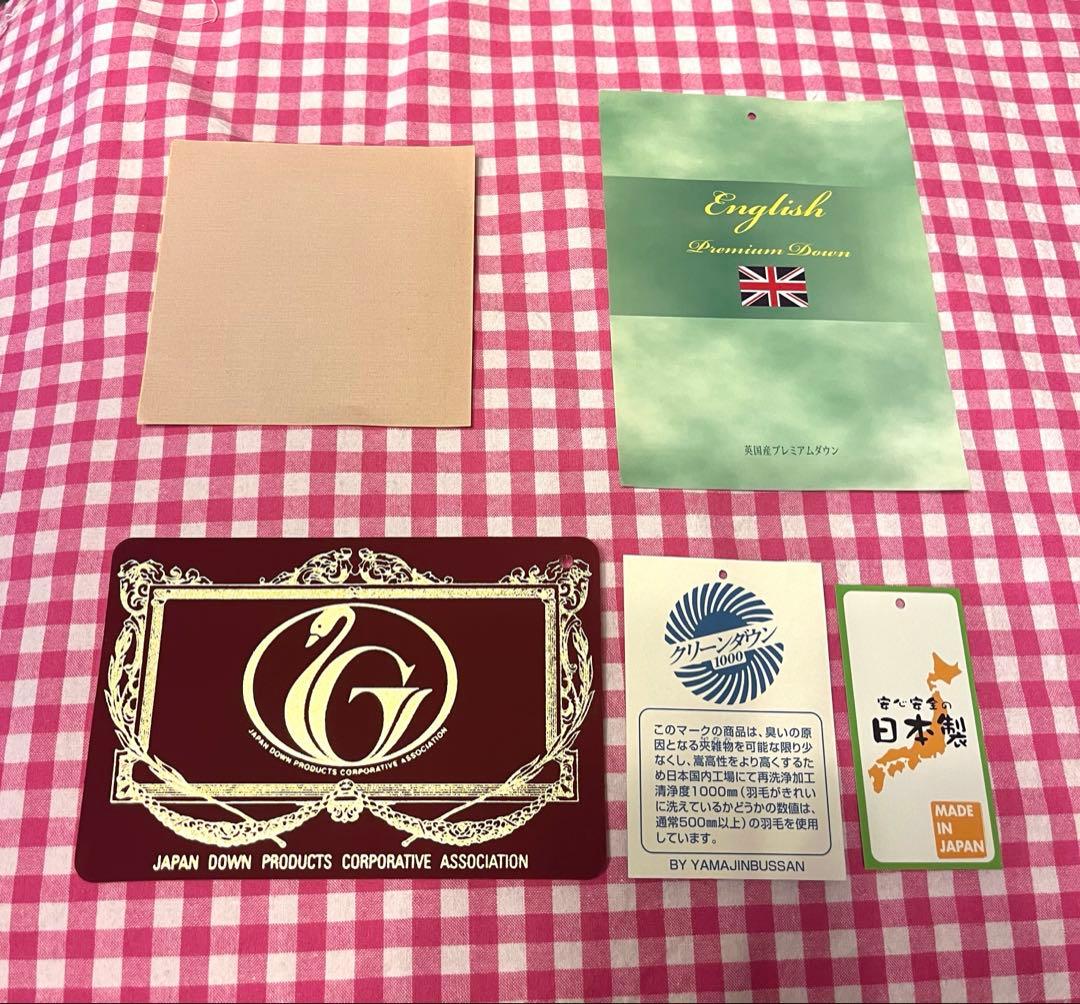 English
Premium Down
英国産プレミアムダウン
G
JAPAN DOWN PRODUCTS CORPORATIVE ASSOCIATION
JAPAN DOWN PRODUCTS CORPORATIVE ASSOCIATION
クリーンダウン
1000
このマークの商品は、臭いの原
因となる夾雑物を可能な限り少
なくし、嵩高性をより高くするた
め日本国内工場にて再洗浄加工
清浄度1000㎜(羽毛がきれい
に洗えているかどうかの数値は、
通常500㎜以上)の羽毛を使用
しています。
BY YAMAJINBUSSAN
安心安全の
日本製
MADE
IN
JAPAN